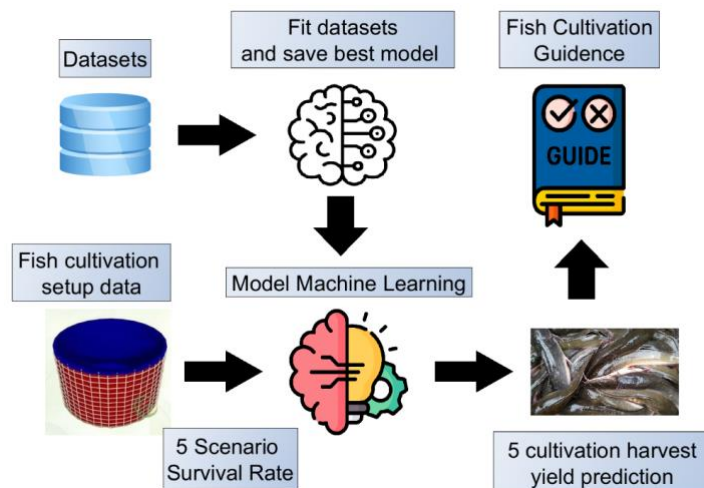 Datasets
Fit datasets
and save best model
Fish Cultivation
Guidence
GUIDE
Fish cultivation
setup data
Model Machine Learning
5 Scenario
Survival Rate
5 cultivation harvest
yield prediction